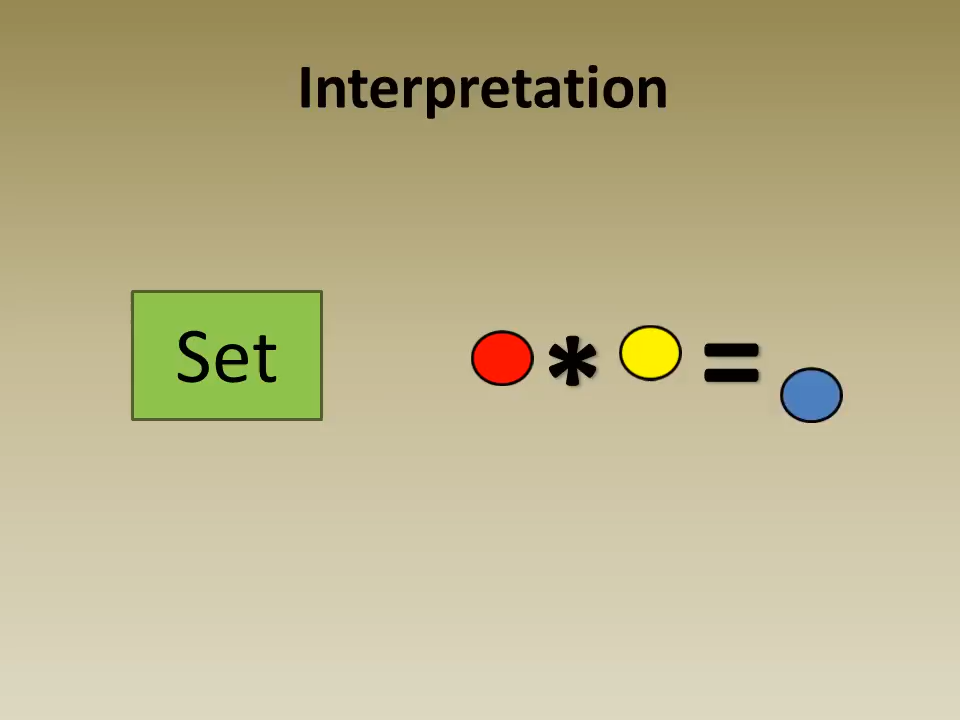 Interpretation
Set
* =